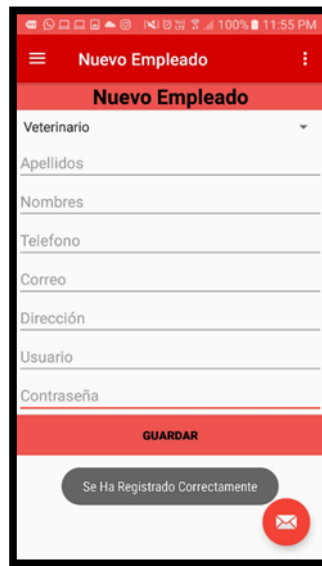 100% 11:55 PM
Nuevo Empleado
Nuevo Empleado
Veterinario
Apellidos
Nombres
Telefono
Correo
Dirección
Usuario
Contraseña
GUARDAR
Se Ha Registrado Correctamente